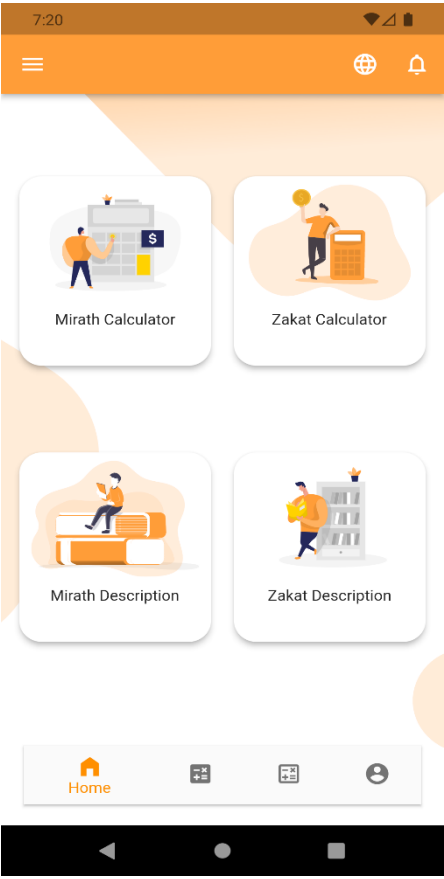 7:20
$
$
Mirath Calculator
Zakat Calculator
Mirath Description
Zakat Description
Home